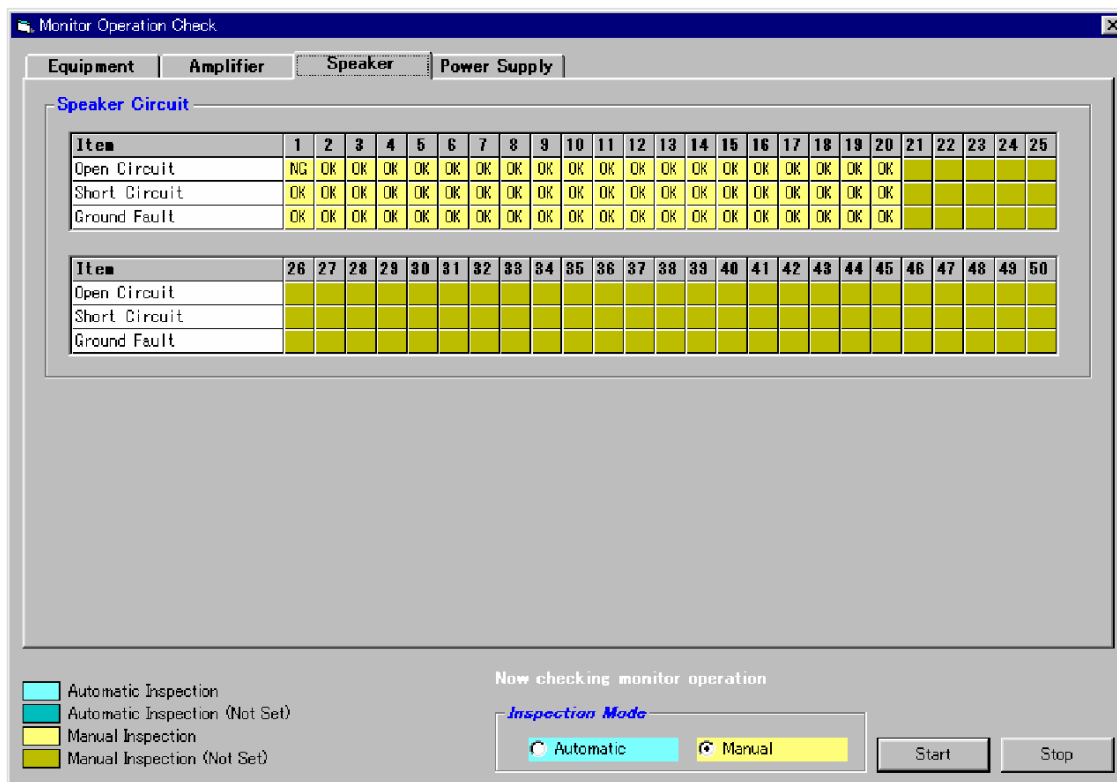 Monitor Operation Check
Equipment Amplifier Speaker Power Supply
Speaker Circuit
Item 1 2 3 4 5 6 7 8 9 10 11 12 13 14 15 16 17 18 19 20 21 22 23 24 25
Open Circuit NG OK OK OK OK OK OK OK OK OK OK OK OK OK OK OK OK OK OK OK
Short Circuit OK OK OK OK OK OK OK OK OK OK OK OK OK OK OK OK OK OK OK OK
Ground Fault OK OK OK OK OK OK OK OK OK OK OK OK OK OK OK OK OK OK OK OK
Item 26 27 28 29 30 31 32 33 34 35 36 37 38 39 40 41 42 43 44 45 46 47 48 49 50
Open Circuit
Short Circuit
Ground Fault
Now checking monitor operation
Automatic Inspection
Automatic Inspection (Not Set)
Manual Inspection
Manual Inspection (Not Set)
Inspection Mode
Automatic Manual
Start Stop